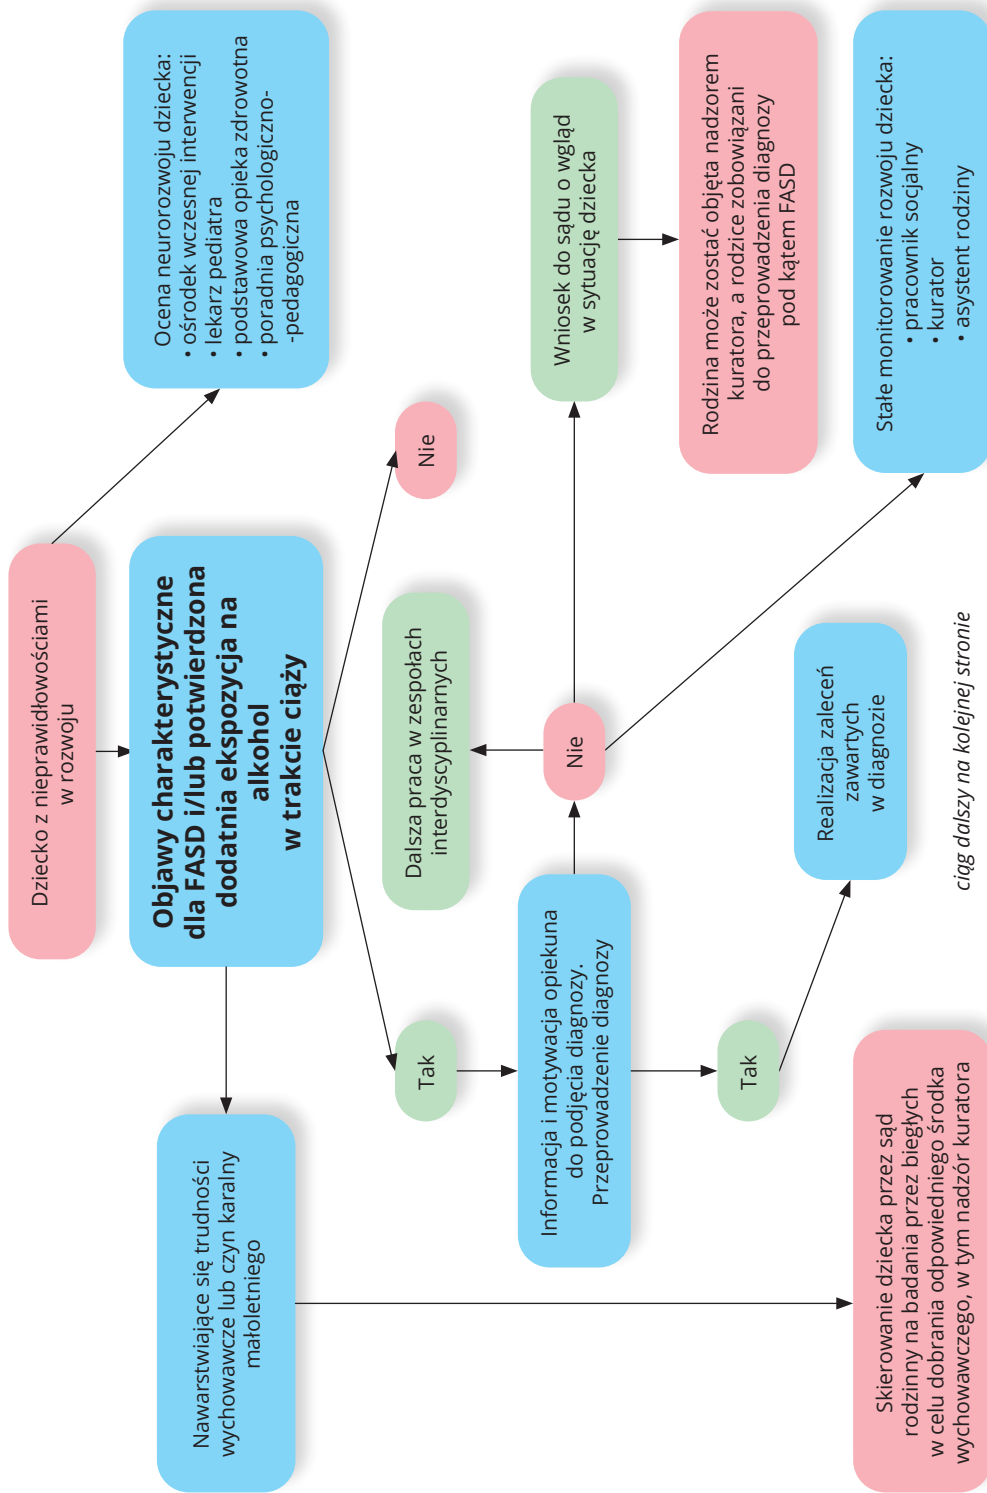 Dziecko z nieprawidłowościami
w rozwoju
Ocena neurorozwoju dziecka:
• ośrodek wczesnej interwencji
• lekarz pediatra
• podstawowa opieka zdrowotna
• poradnia psychologiczno-
-pedagogiczna
Nawarstwiające się trudności
wychowawcze lub czyn karalny
małoletniego
Objawy charakterystyczne
dla FASD i/lub potwierdzona
dodatnia ekspozycja na
alkohol
w trakcie ciąży
Tak
Nie
Informacja i motywacja opiekuna
do podjęcia diagnozy.
Przeprowadzenie diagnozy
Dalsza praca w zespołach
interdyscyplinarnych
Nie
Wniosek do sądu o wgląd
w sytuację dziecka
Rodzina może zostać objęta nadzorem
kuratora, a rodzice zobowiązani
do przeprowadzenia diagnozy
pod kątem FASD
Tak
Realizacja zaleceń
zawartych
w diagnozie
Skierowanie dziecka przez sąd
rodzinny na badania przez biegłych
w celu dobrania odpowiedniego środka
wychowawczego, w tym nadzór kuratora
Stałe monitorowanie rozwoju dziecka:
• pracownik socjalny
• kurator
• asystent rodziny
ciąg dalszy na kolejnej stronie